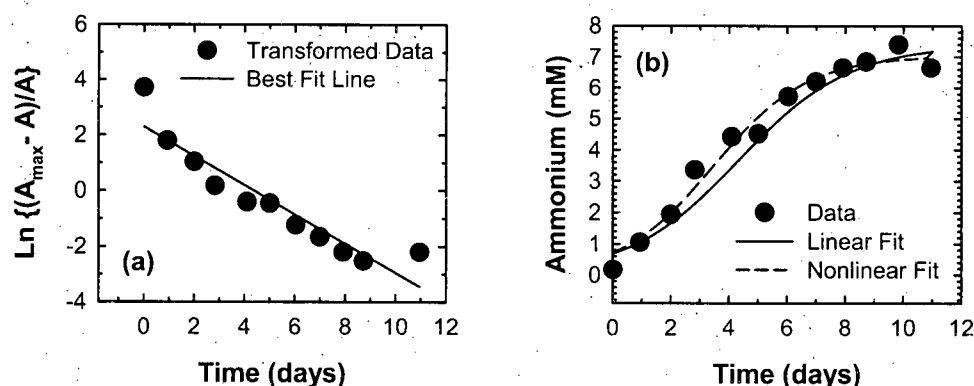 6
4
2
0
-2
-4
Ln {(A_max - A)/A}
Transformed Data
Best Fit Line
(a)
0 2 4 6 8 10 12
Time (days)
8
7
6
5
4
3
2
1
0
Ammonium (mM)
(b)
Data
Linear Fit
Nonlinear Fit
0 2 4 6 8 10 12
Time (days)